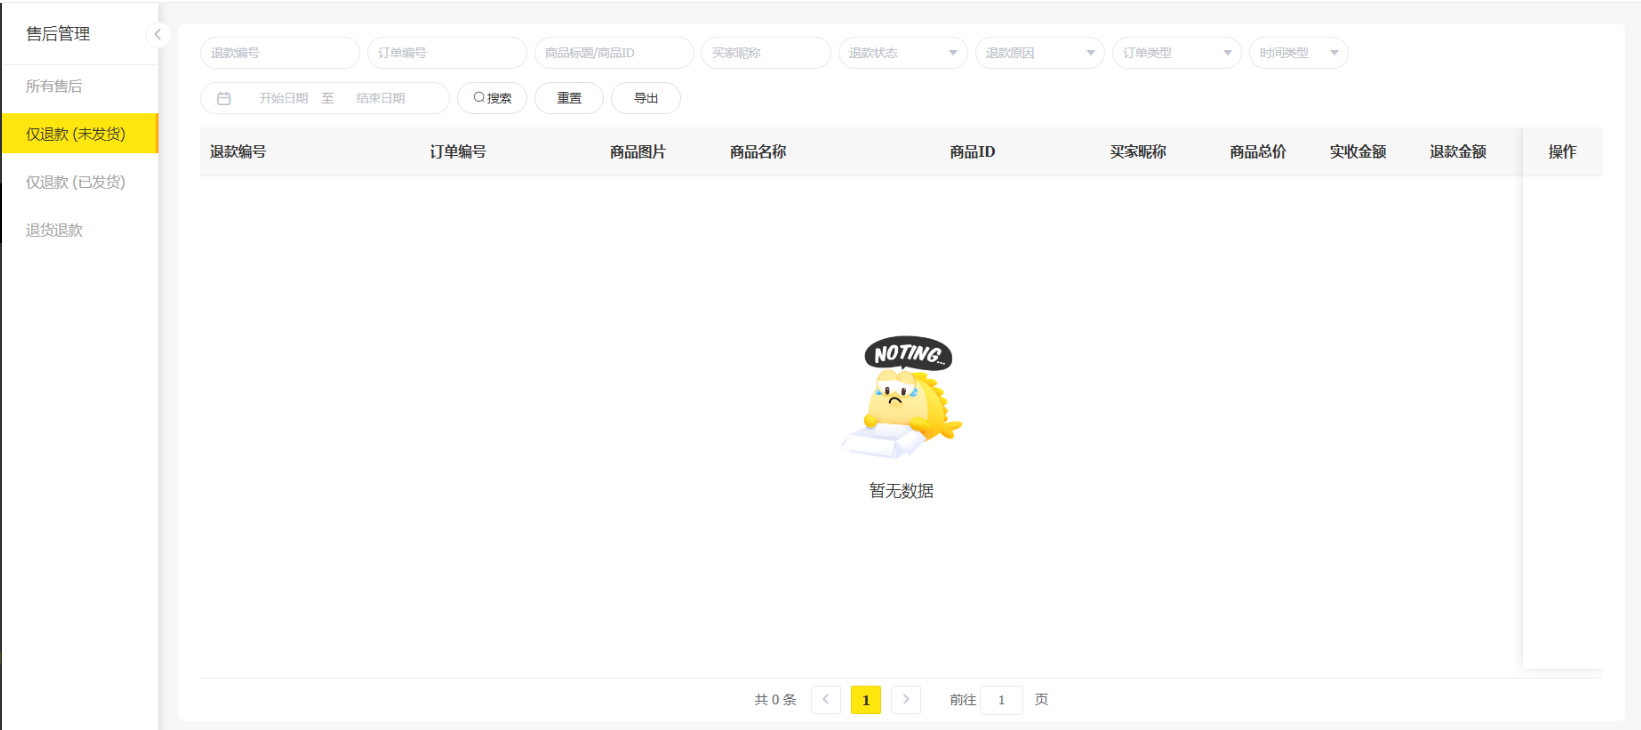 售后管理
所有售后
仅退款 (未发货)
仅退款 (已发货)
退货退款
退款编号 订单编号 商品标题/商品ID 买家昵称 退款状态 退款原因 订单类型 时间类型
开始日期 至 结束日期 搜索 重置 导出
退款编号 订单编号 商品图片 商品名称 商品ID 买家昵称 商品总价 实收金额 退款金额 操作
NOTING...
暂无数据
共 0 条 1 前往 1 页